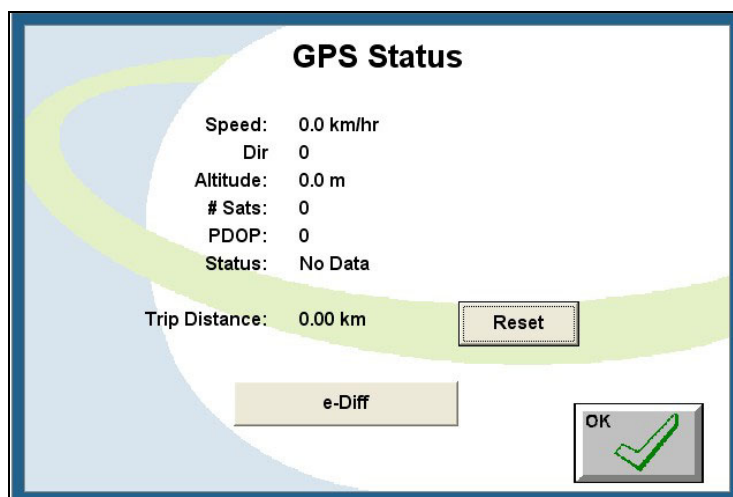 GPS Status
Speed: 0.0 km/hr
Dir 0
Altitude: 0.0 m
# Sats: 0
PDOP: 0
Status: No Data
Trip Distance: 0.00 km Reset
e-Diff
OK